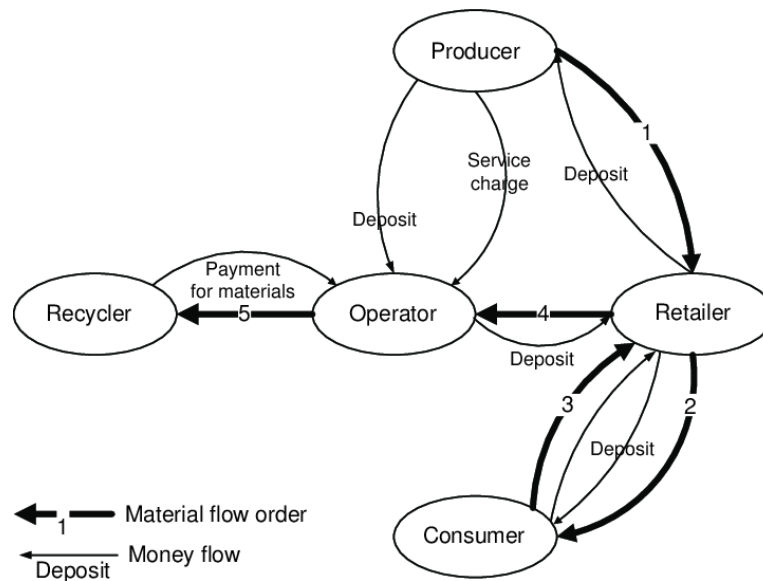 Producer
1
Service
charge
Deposit
Deposit
Payment
for materials
Recycler
5
Operator
4
Retailer
Deposit
3
2
Deposit
1
Material flow order
Consumer
Money flow
Deposit